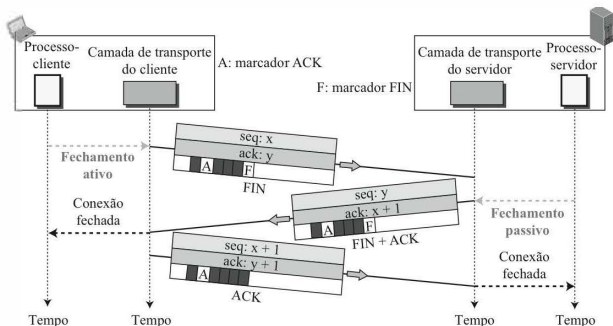 Processo-
cliente
Camada de transporte
do cliente
A: marcador ACK
F: marcador FIN
Camada de transporte
do servidor
Processo-
servidor
Fechamento
ativo
seq: x
ack: y
A
F
FIN
seq: y
ack: x + 1
A
F
FIN + ACK
Fechamento
passivo
Conexão
fechada
seq: x + 1
ack: y + 1
A
ACK
Conexão
fechada
Tempo
Tempo
Tempo
Tempo